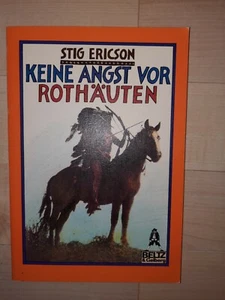 STIG ERICSON
KEINE ANGST VOR
ROTHÄUTEN
BELTZ